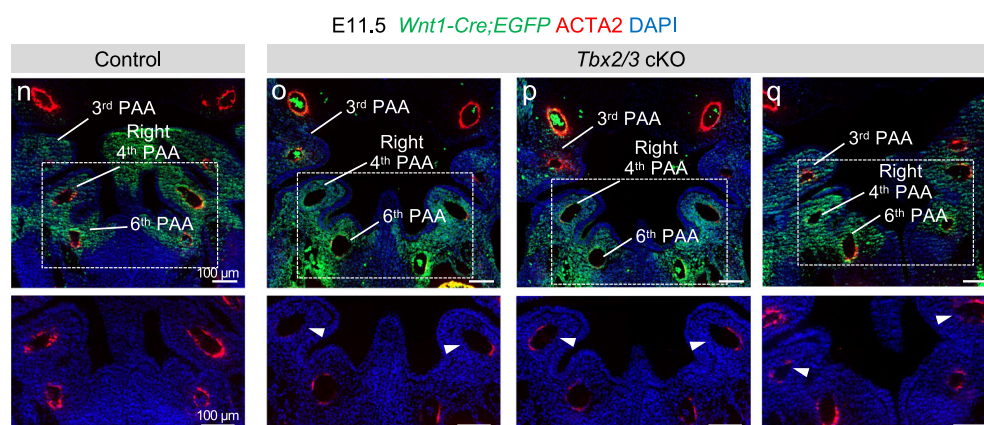 E11.5 Wnt1-Cre;EGFP ACTA2 DAPI
Control
Tbx2/3 cKO
n
3rd PAA
Right
4th PAA
6th PAA
100 μm
o
3rd PAA
Right
4th PAA
6th PAA
p
3rd PAA
Right
4th PAA
6th PAA
q
3rd PAA
Right
4th PAA
6th PAA
100 μm